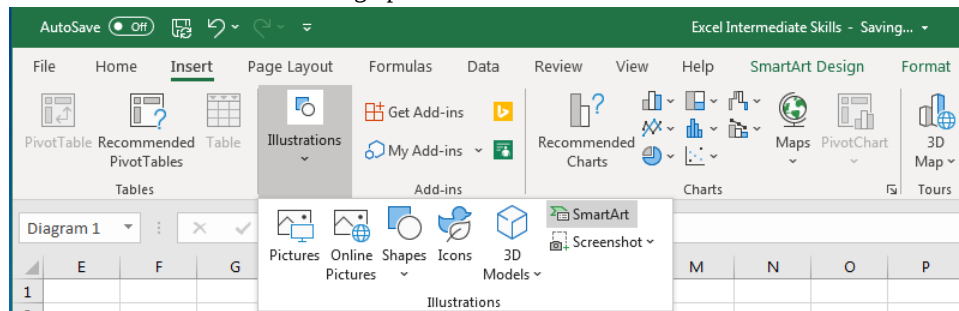 AutoSave Off Excel Intermediate Skills - Saving...
File Home Insert Page Layout Formulas Data Review View Help SmartArt Design Format
PivotTable Recommended PivotTables Table Illustrations Get Add-ins My Add-ins Recommended Charts Maps PivotChart 3D Map
Tables Add-ins Charts Tours
Diagram 1
Pictures Online Pictures Shapes Icons 3D Models SmartArt Screenshot
Illustrations
E F G M N O P
1